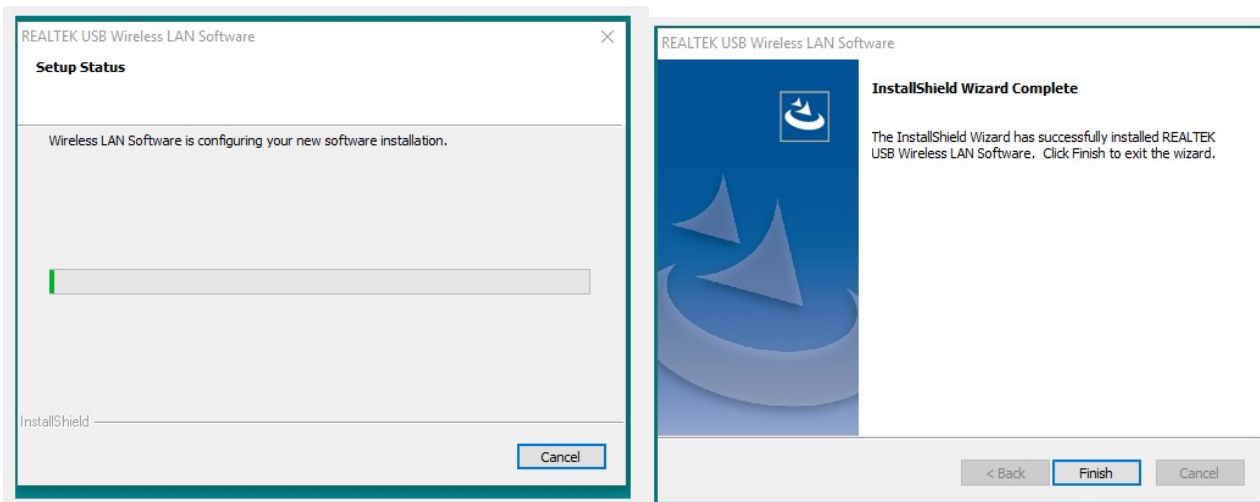 REALTEK USB Wireless LAN Software
Setup Status
Wireless LAN Software is configuring your new software installation.
InstallShield
Cancel
REALTEK USB Wireless LAN Software
InstallShield Wizard Complete
The InstallShield Wizard has successfully installed REALTEK
USB Wireless LAN Software. Click Finish to exit the wizard.
< Back
Finish
Cancel